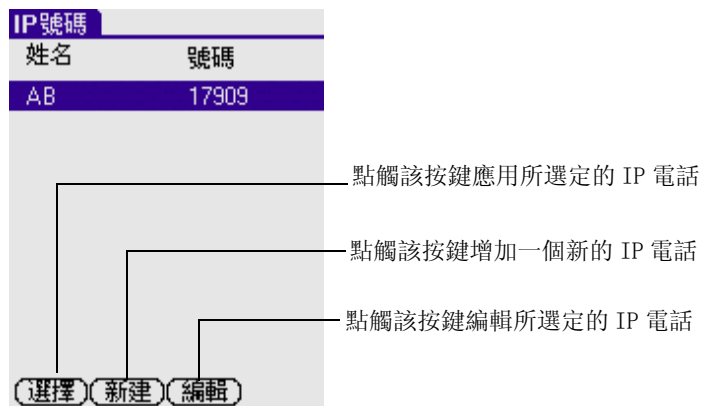 IP號碼
姓名 號碼
AB 17909
點觸該按鍵應用所選定的 IP 電話
點觸該按鍵增加一個新的 IP 電話
點觸該按鍵編輯所選定的 IP 電話
選擇 新建 編輯